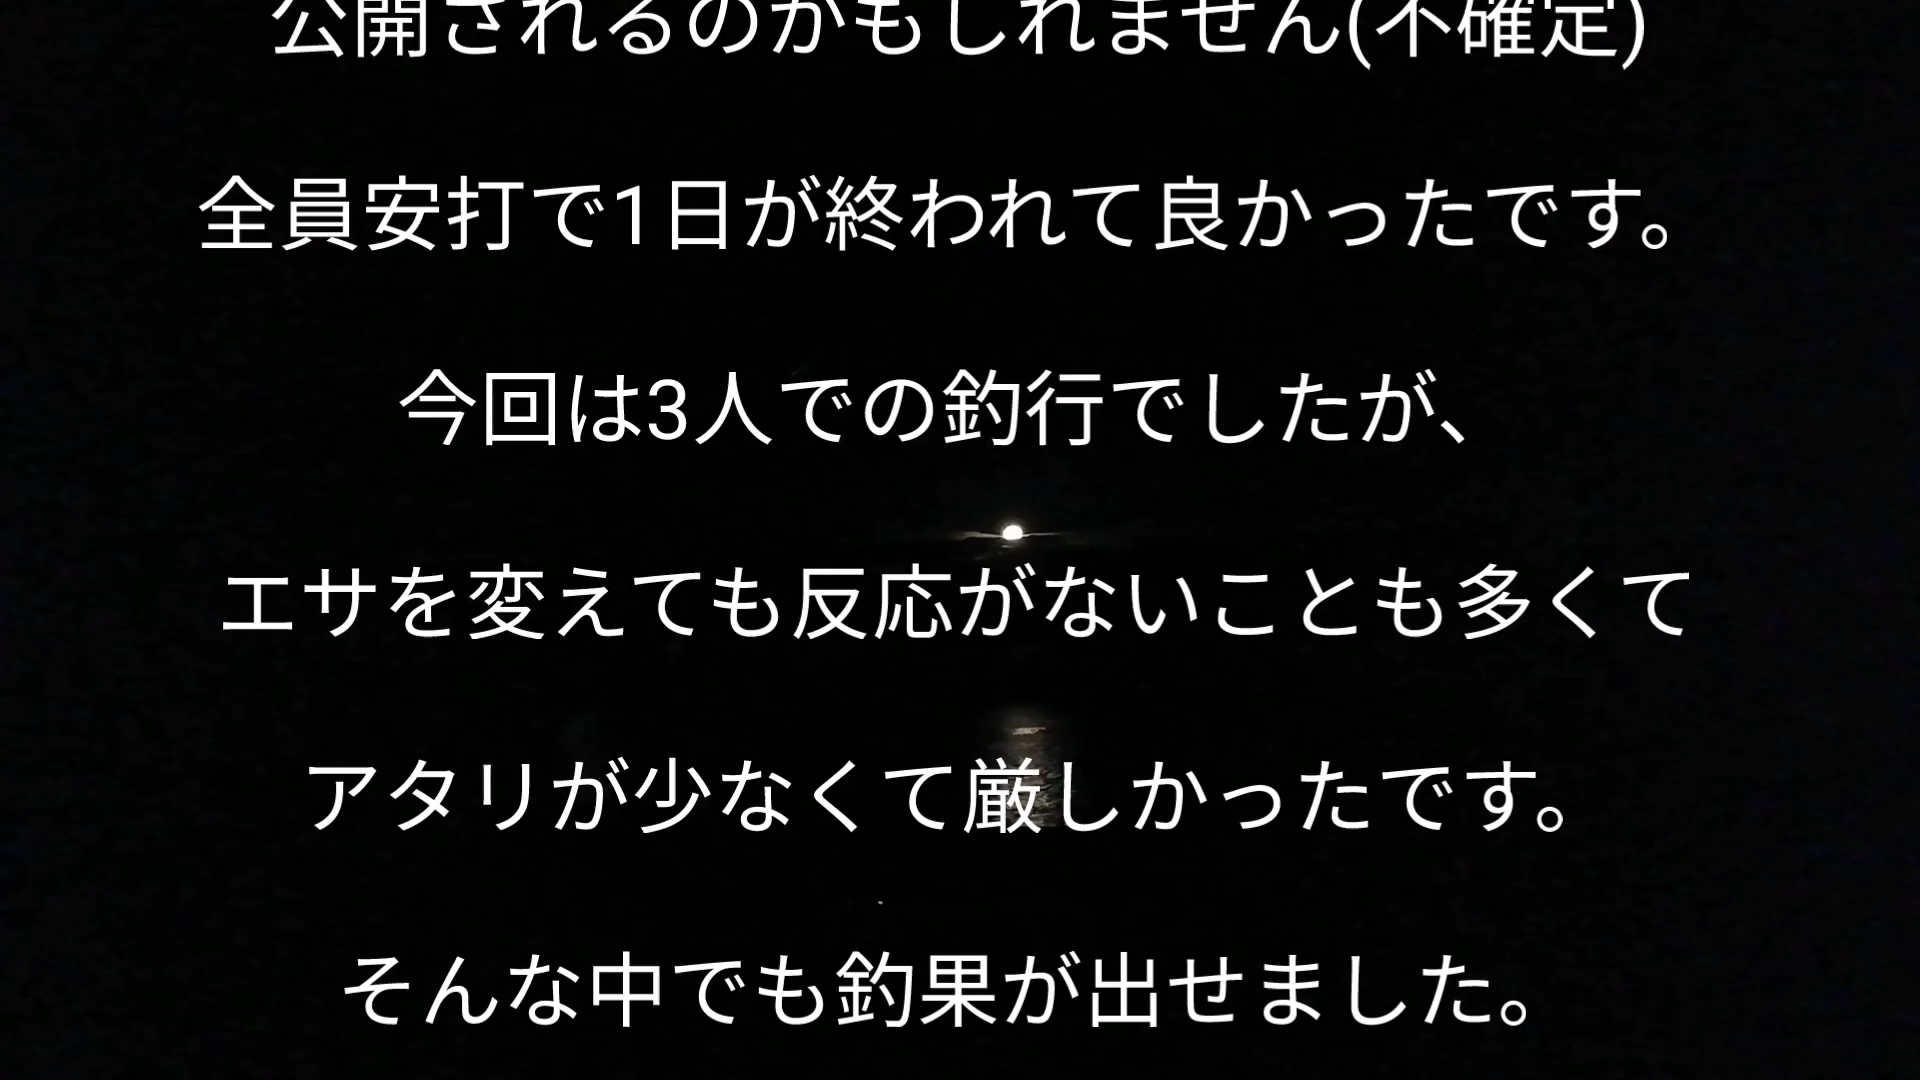 公開されるのかもしれません(不確定)
全員安打で1日が終われて良かったです。
今回は3人での釣行でしたが、
エサを変えても反応がないことも多くて
アタリが少なくて厳しかったです。
そんな中でも釣果が出せました。